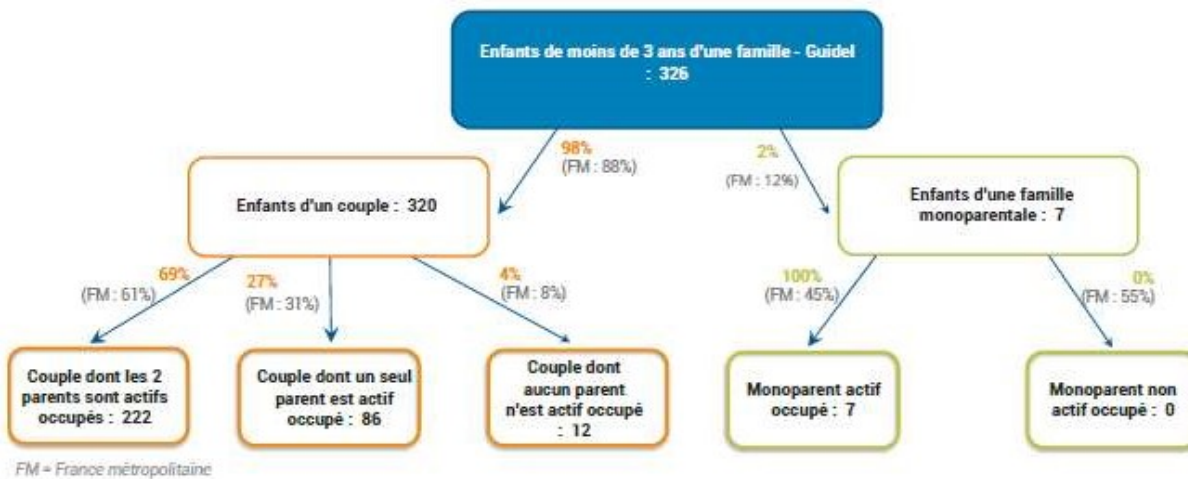 Enfants de moins de 3 ans d'une famille - Guidel
: 326
98%
(FM : 88%)
2%
(FM : 12%)
Enfants d'un couple : 320
Enfants d'une famille
monoparentale : 7
69%
(FM : 61%)
27%
(FM : 31%)
4%
(FM : 8%)
100%
(FM : 45%)
0%
(FM : 55%)
Couple dont les 2
parents sont actifs
occupés : 222
Couple dont un seul
parent est actif
occupé : 86
Couple dont
aucun parent
n'est actif occupé
: 12
Monoparent actif
occupé : 7
Monoparent non
actif occupé : 0
FM = France métropolitaine